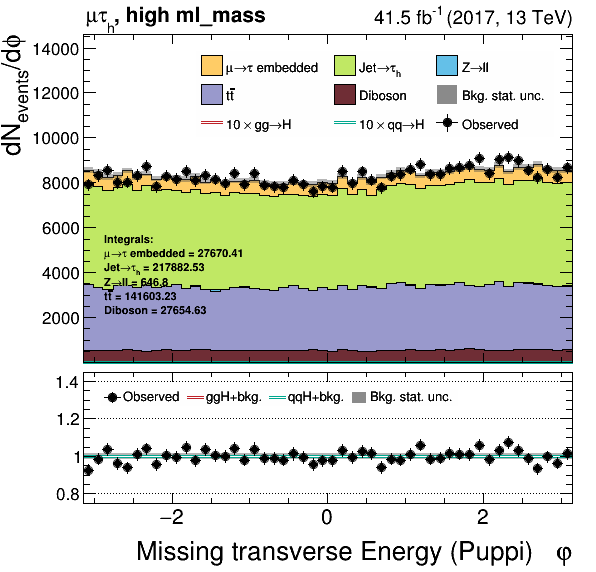 μτh, high ml_mass
41.5 fb⁻¹ (2017, 13 TeV)
dNevents/dφ
14000
12000
10000
8000
6000
4000
2000
μ→τ embedded
Jet→τh
Z→ll
tt̄
Diboson
Bkg. stat. unc.
10 × gg→H
10 × qq→H
Observed
Integrals:
μ→τ embedded = 27670.41
Jet→τh = 217882.53
Z→ll = 646.8
tt̄ = 141603.23
Diboson = 27654.63
1.4
1.2
1.0
0.8
Observed
ggH+bkg.
qqH+bkg.
Bkg. stat. unc.
−2
0
2
Missing transverse Energy (Puppi) φ